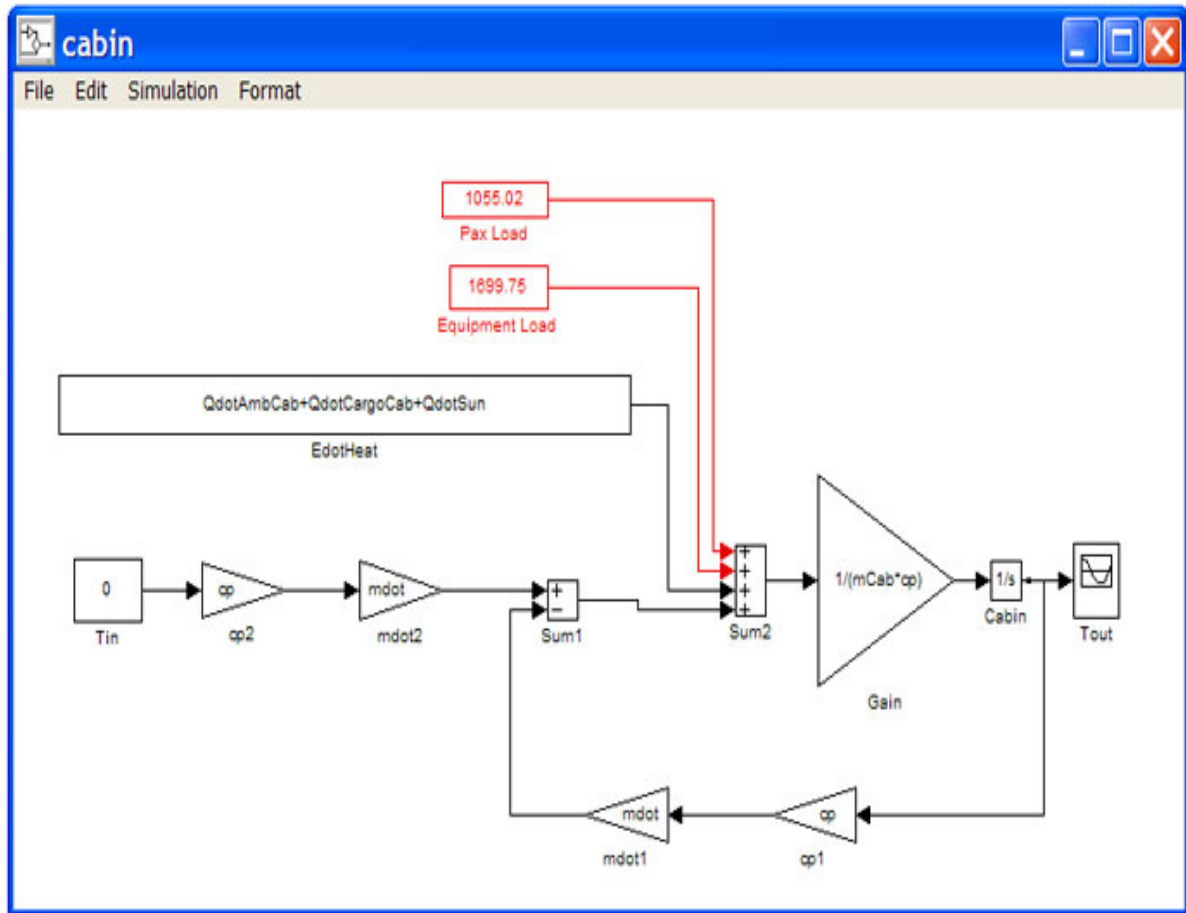 cabin
File Edit Simulation Format
1055.02
Pax Load
1699.75
Equipment Load
QdotAmbCab+QdotCargoCab+QdotSun
EdotHeat
0
Tin
cp
cp2
mdot
mdot2
+
−
Sum1
+
+
+
+
Sum2
1/(mCab*cp)
Gain
1/s
Cabin
Tout
mdot
mdot1
cp
cp1